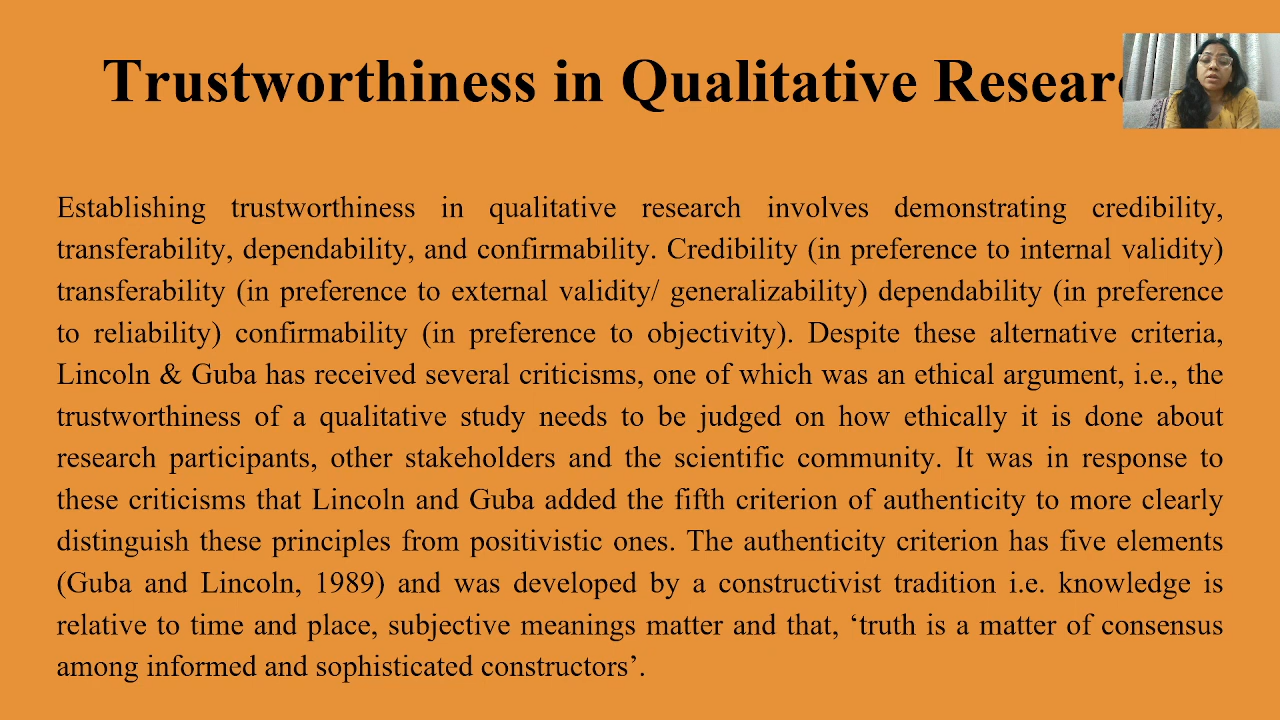 Trustworthiness in Qualitative Resear
Establishing trustworthiness in qualitative research involves demonstrating credibility,
transferability, dependability, and confirmability. Credibility (in preference to internal validity)
transferability (in preference to external validity/ generalizability) dependability (in preference
to reliability) confirmability (in preference to objectivity). Despite these alternative criteria,
Lincoln & Guba has received several criticisms, one of which was an ethical argument, i.e., the
trustworthiness of a qualitative study needs to be judged on how ethically it is done about
research participants, other stakeholders and the scientific community. It was in response to
these criticisms that Lincoln and Guba added the fifth criterion of authenticity to more clearly
distinguish these principles from positivistic ones. The authenticity criterion has five elements
(Guba and Lincoln, 1989) and was developed by a constructivist tradition i.e. knowledge is
relative to time and place, subjective meanings matter and that, ‘truth is a matter of consensus
among informed and sophisticated constructors’.